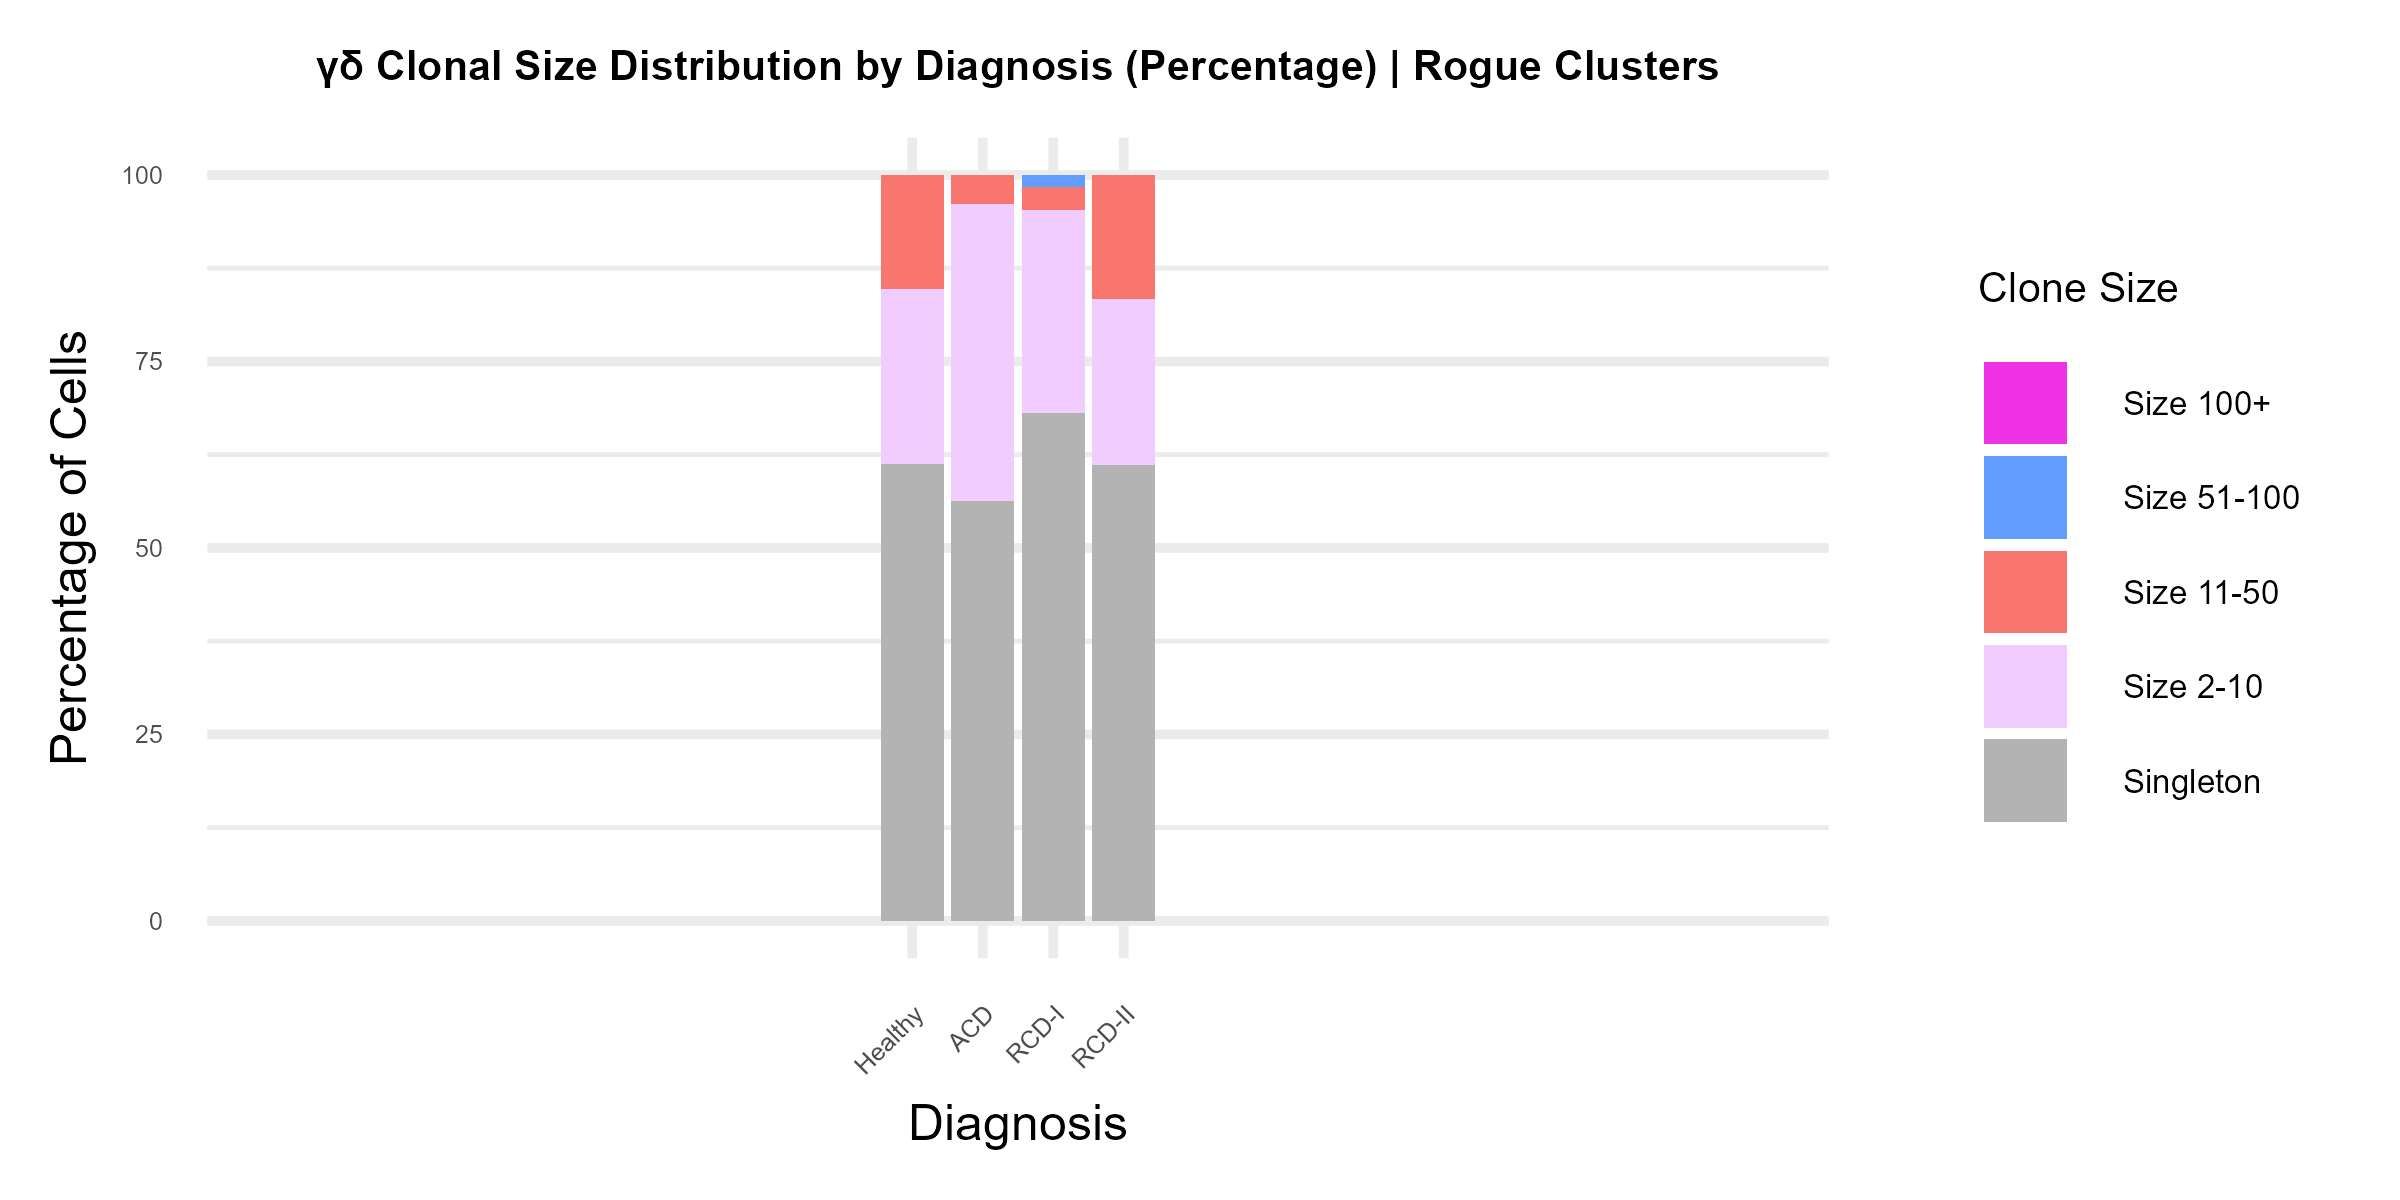 γδ Clonal Size Distribution by Diagnosis (Percentage) | Rogue Clusters
Percentage of Cells
100
75
50
25
0
Healthy
ACD
RCD-I
RCD-II
Diagnosis
Clone Size
Size 100+
Size 51-100
Size 11-50
Size 2-10
Singleton